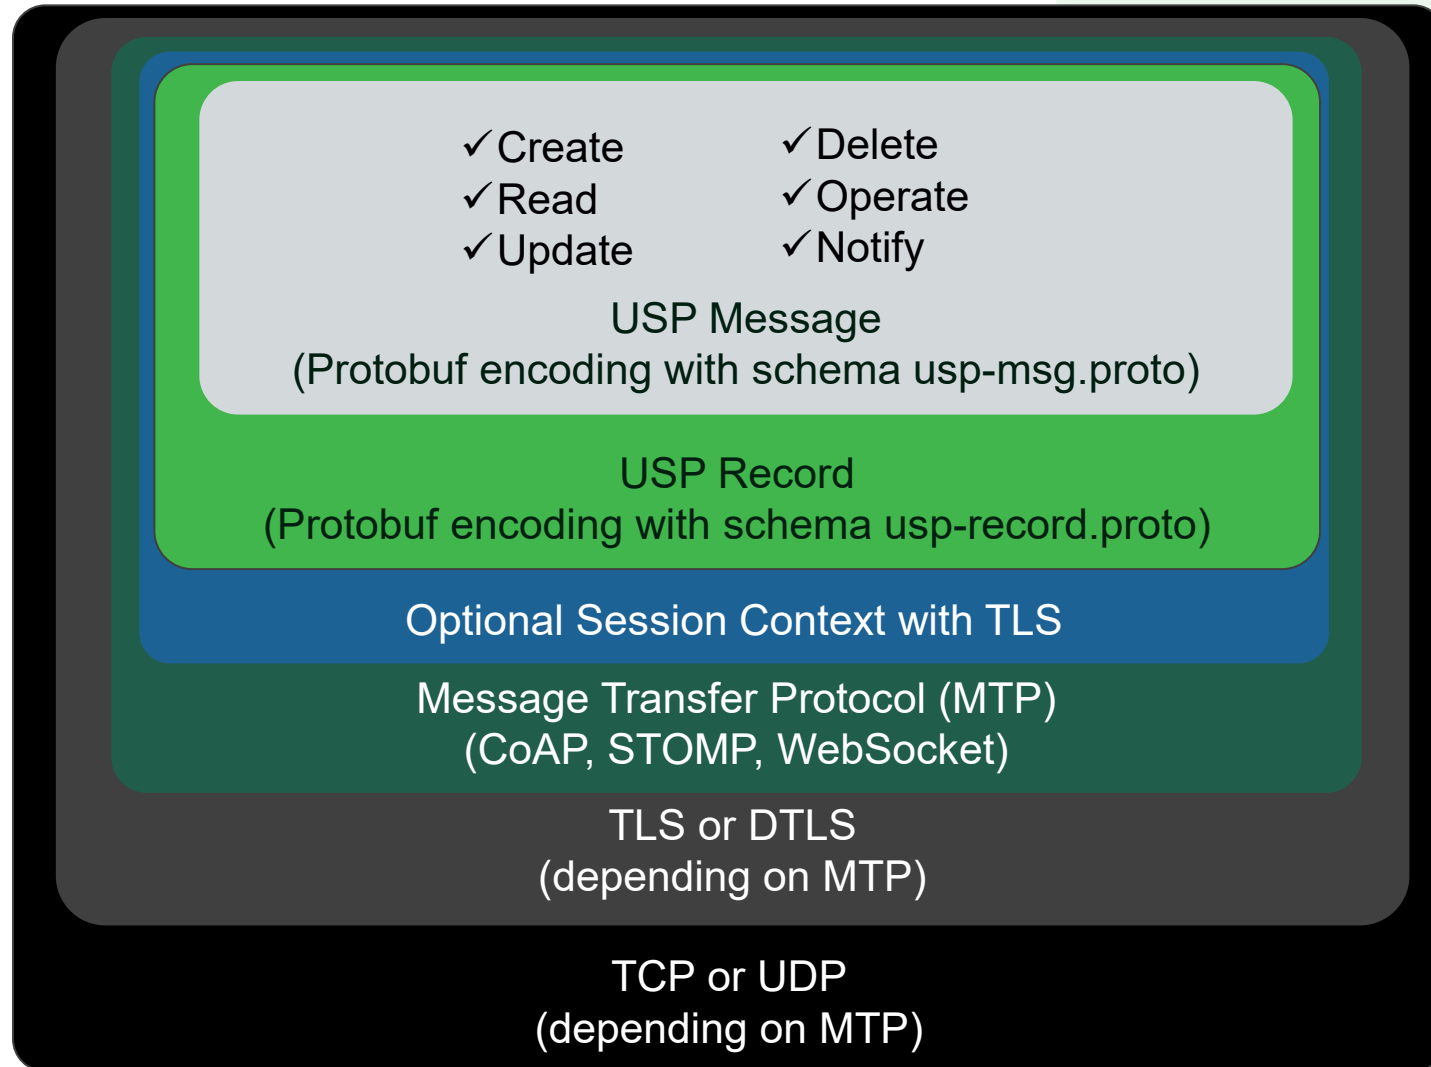 ✓Create
✓Read
✓Update
✓Delete
✓Operate
✓Notify
USP Message
(Protobuf encoding with schema usp-msg.proto)
USP Record
(Protobuf encoding with schema usp-record.proto)
Optional Session Context with TLS
Message Transfer Protocol (MTP)
(CoAP, STOMP, WebSocket)
TLS or DTLS
(depending on MTP)
TCP or UDP
(depending on MTP)